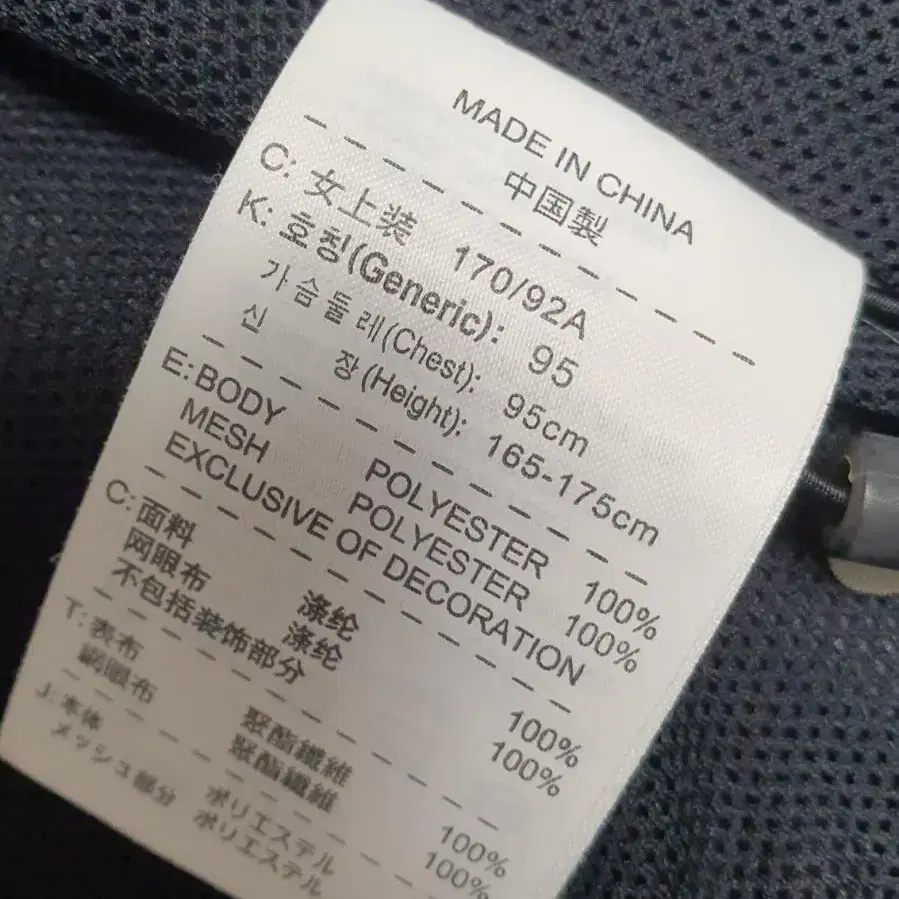 MADE IN CHINA
中国製
C: 女上装 170/92A
K: 호칭(Generic): 95
가슴둘레(Chest): 95cm
신 장(Height): 165-175cm
E:BODY POLYESTER 100%
MESH POLYESTER 100%
EXCLUSIVE OF DECORATION
C: 面料 涤纶 100%
网眼布 涤纶 100%
不包括装饰部分
T: 表布 聚酯纖維 100%
網眼布 聚酯纖維 100%
J: 本体 ポリエステル
メッシュ部分 ポリエステル